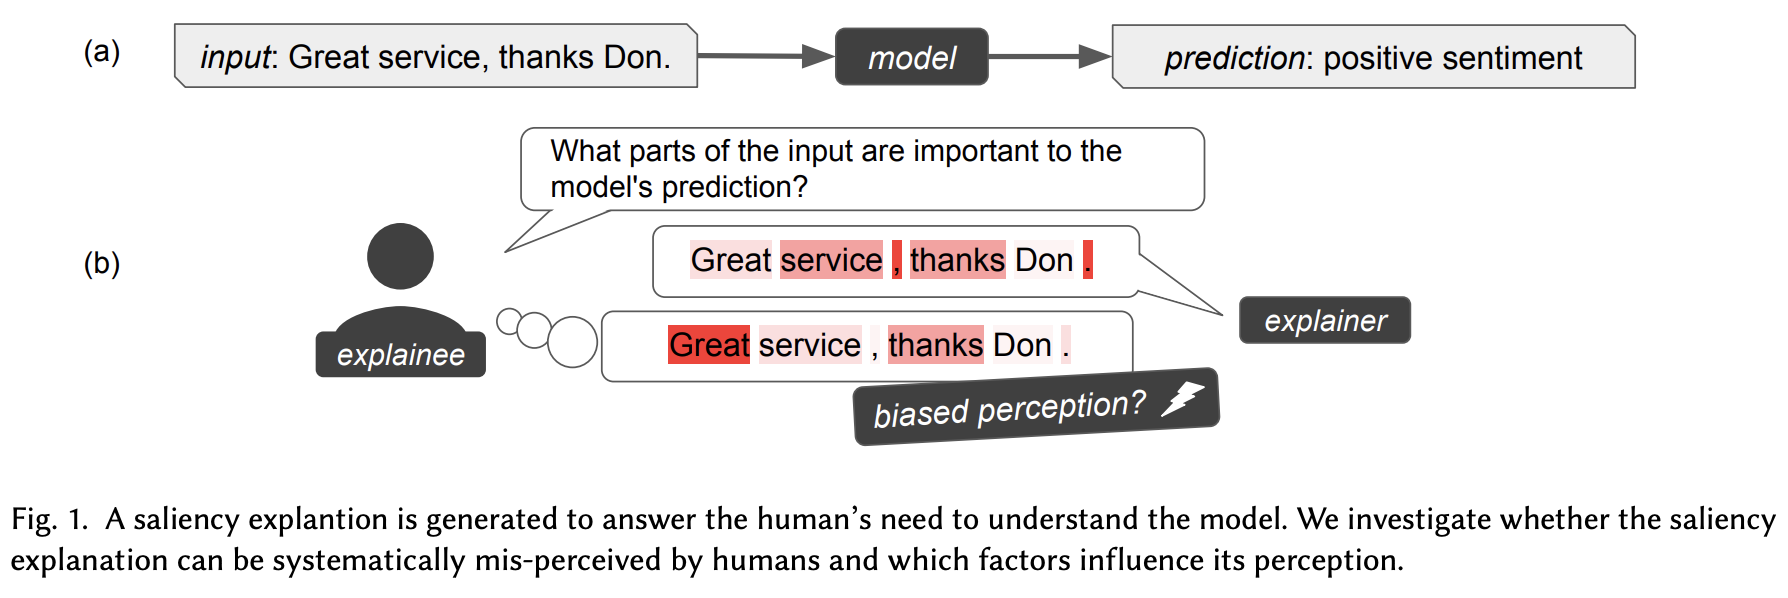 (a)
input: Great service, thanks Don.
model
prediction: positive sentiment
What parts of the input are important to the
model's prediction?
(b)
Great service , thanks Don .
explainer
explainee
Great service , thanks Don .
biased perception?
Fig. 1. A saliency explantion is generated to answer the human’s need to understand the model. We investigate whether the saliency
explanation can be systematically mis-perceived by humans and which factors influence its perception.